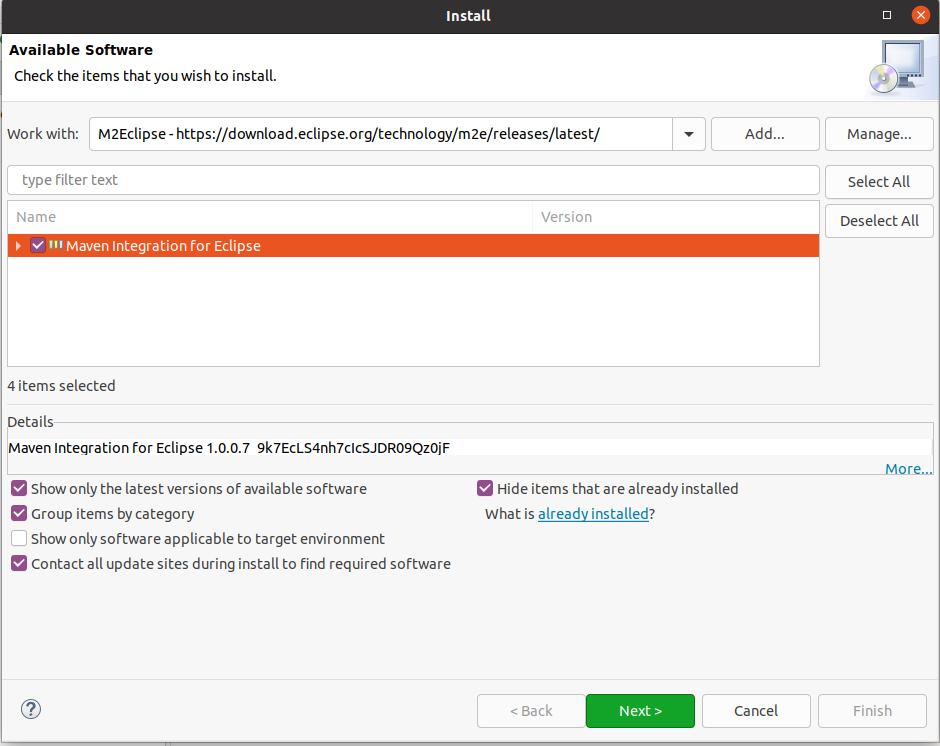 Install
Available Software
Check the items that you wish to install.
Work with: M2Eclipse - https://download.eclipse.org/technology/m2e/releases/latest/ Add... Manage...
type filter text Select All
Name Version
Deselect All
Maven Integration for Eclipse
4 items selected
Details
Maven Integration for Eclipse 1.0.0.7 9k7EcLS4nh7cIcSJDR09Qz0jF
More...
Show only the latest versions of available software Hide items that are already installed
Group items by category What is already installed?
Show only software applicable to target environment
Contact all update sites during install to find required software
? < Back Next > Cancel Finish